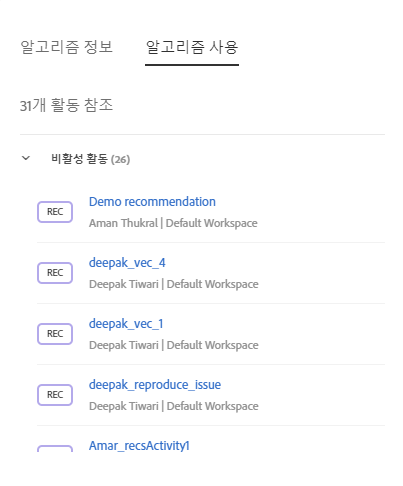 알고리즘 정보 알고리즘 사용
31개 활동 참조
비활성 활동 (26)
REC Demo recommendation
Aman Thukral | Default Workspace
REC deepak_vec_4
Deepak Tiwari | Default Workspace
REC deepak_vec_1
Deepak Tiwari | Default Workspace
REC deepak_reproduce_issue
Deepak Tiwari | Default Workspace
Amar_recsActivity1